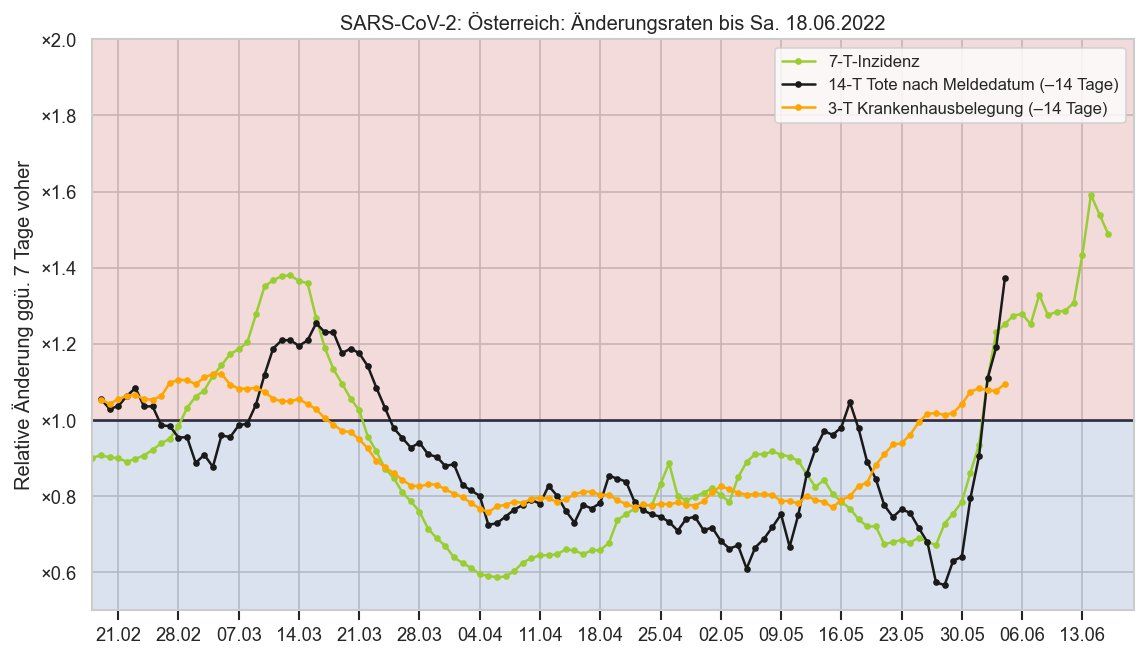 SARS-CoV-2: Österreich: Änderungsraten bis Sa. 18.06.2022
Relative Änderung ggü. 7 Tage voher
×2.0
×1.8
×1.6
×1.4
×1.2
×1.0
×0.8
×0.6
7-T-Inzidenz
14-T Tote nach Meldedatum (–14 Tage)
3-T Krankenhausbelegung (–14 Tage)
21.02 28.02 07.03 14.03 21.03 28.03 04.04 11.04 18.04 25.04 02.05 09.05 16.05 23.05 30.05 06.06 13.06